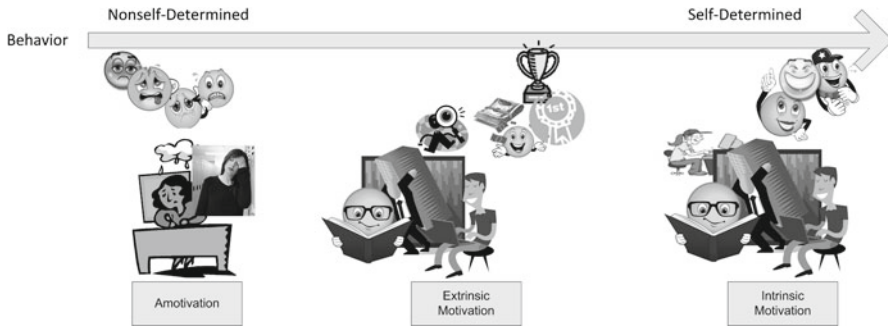 Nonself-Determined
Self-Determined
Behavior
1st
Amotivation
Extrinsic
Motivation
Intrinsic
Motivation